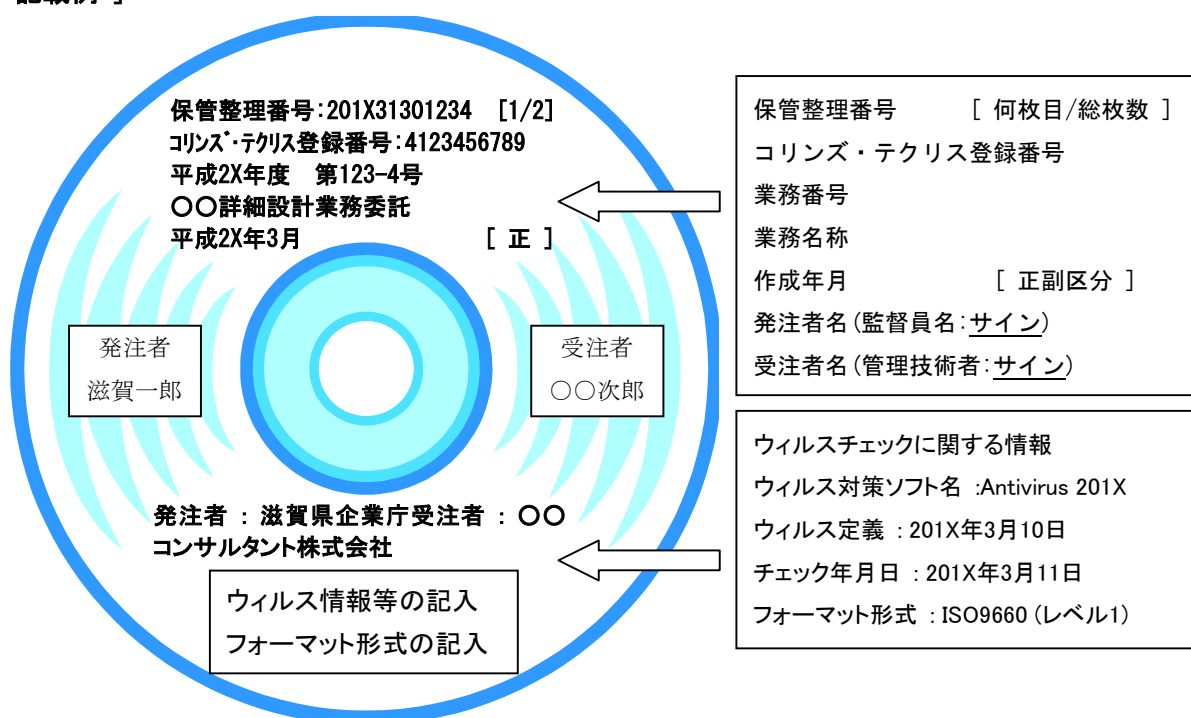 記載例 ]
保管整理番号:201X31301234 [1/2]
コリンズ・テクリス登録番号:4123456789
平成2X年度 第123-4号
〇〇詳細設計業務委託
平成2X年3月 [ 正 ]
発注者
滋賀一郎
受注者
〇〇次郎
発注者 : 滋賀県企業庁受注者 : 〇〇
コンサルタント株式会社
ウィルス情報等の記入
フォーマット形式の記入
保管整理番号 [ 何枚目/総枚数 ]
コリンズ・テクリス登録番号
業務番号
業務名称
作成年月 [ 正副区分 ]
発注者名(監督員名:サイン)
受注者名(管理技術者:サイン)
ウィルスチェックに関する情報
ウィルス対策ソフト名 :Antivirus 201X
ウィルス定義 : 201X年3月10日
チェック年月日 : 201X年3月11日
フォーマット形式 : ISO9660 (レベル1)